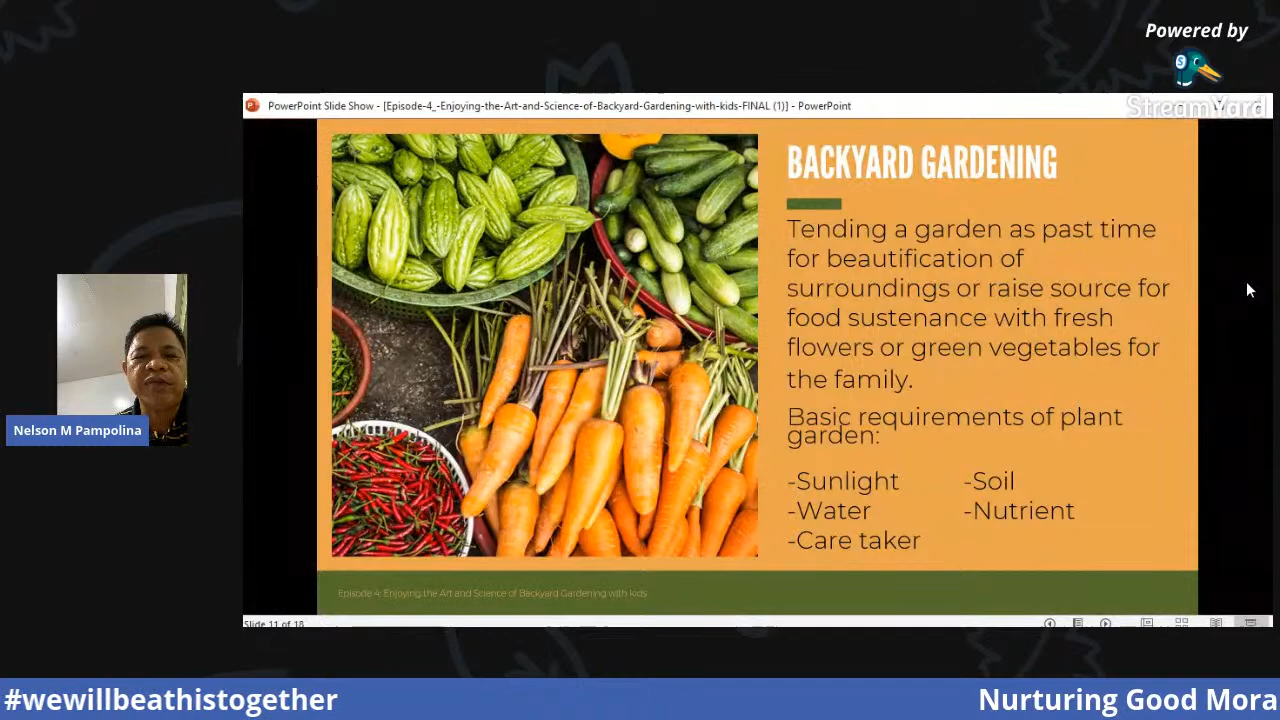 Powered by
StreamYard
PowerPoint Slide Show - [Episode-4_-Enjoying-the-Art-and-Science-of-Backyard-Gardening-with-kids-FINAL (1)] - PowerPoint
BACKYARD GARDENING
Tending a garden as past time
for beautification of
surroundings or raise source for
food sustenance with fresh
flowers or green vegetables for
the family.
Basic requirements of plant
garden:
-Sunlight -Soil
-Water -Nutrient
-Care taker
Nelson M Pampolina
Episode 4: Enjoying the Art and Science of Backyard Gardening with kids
Slide 11 of 18
#wewillbeathistogether
Nurturing Good Mora